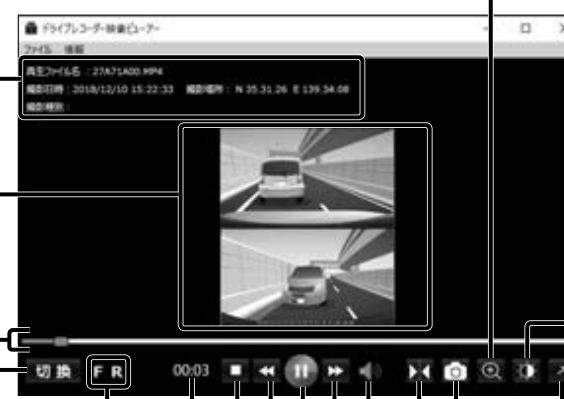 ドライブレコーダー映像ビューアー
ファイル 情報
再生ファイル名 : 27A71A00.MP4
撮影日時 : 2018/12/10 15:22:33 撮影場所 : N 35.31.26 E 139.34.08
撮影種別 :
切換 F R 00:03